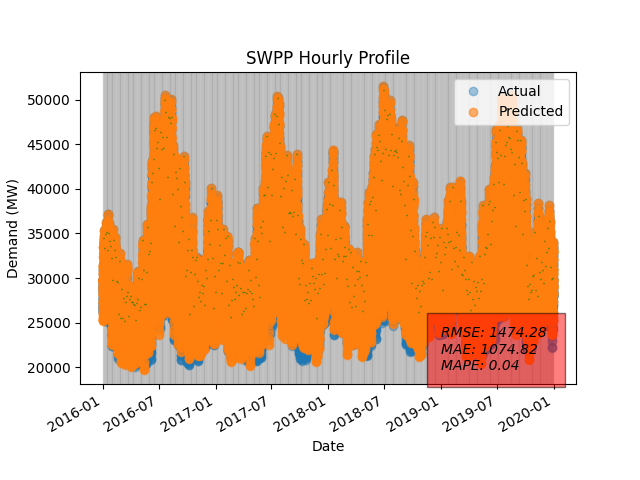 SWPP Hourly Profile
Actual
Predicted
Demand (MW)
50000
45000
40000
35000
30000
25000
20000
RMSE: 1474.28
MAE: 1074.82
MAPE: 0.04
2016-01
2016-07
2017-01
2017-07
2018-01
2018-07
2019-01
2019-07
2020-01
Date